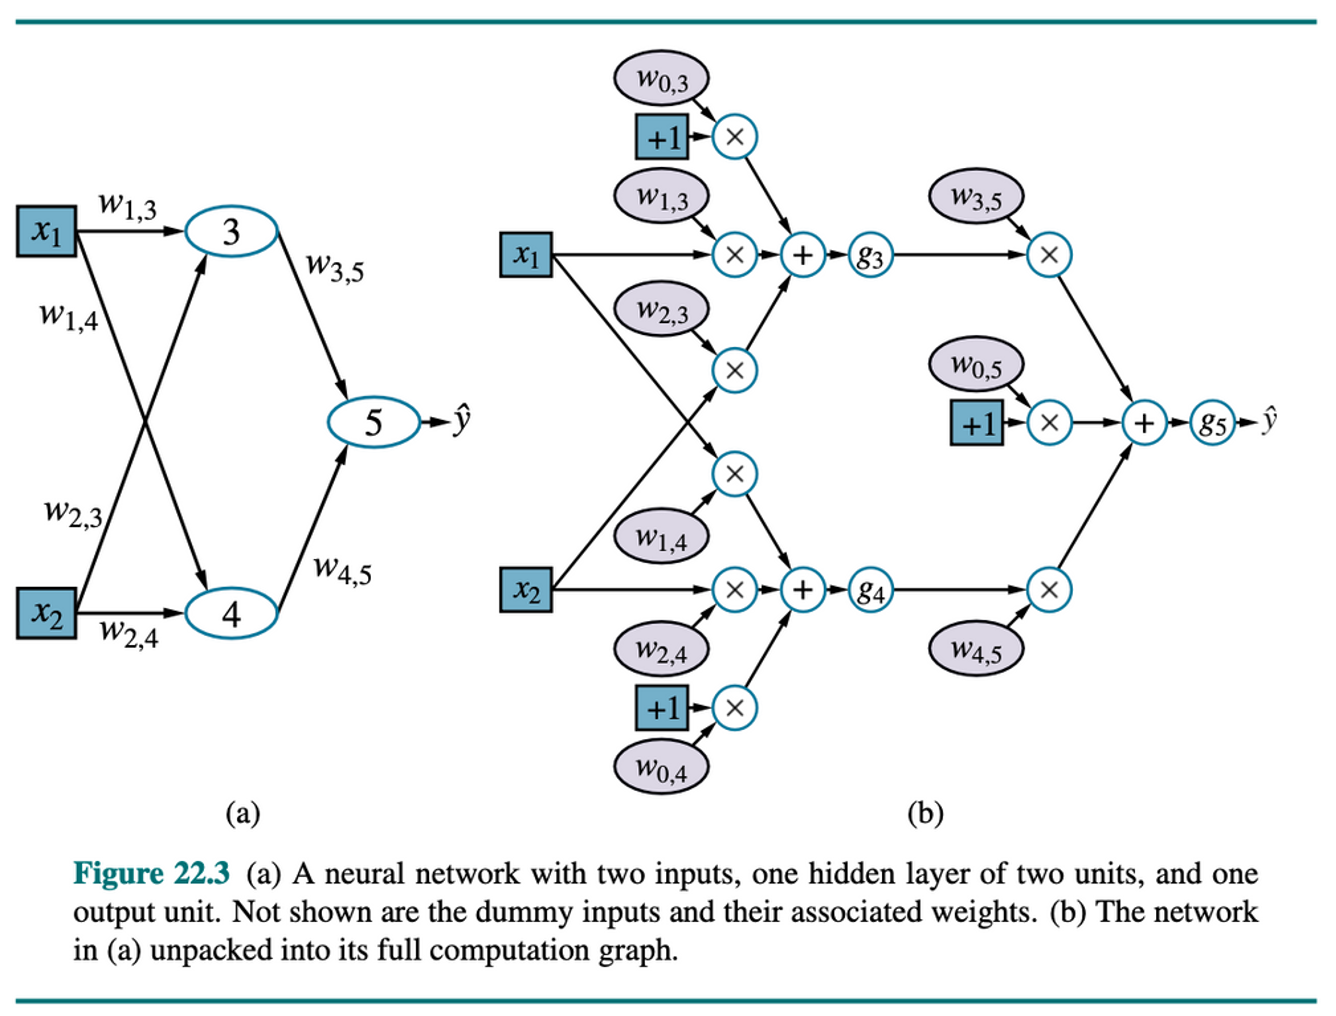 w0,3
+1 ×
w1,3 w3,5
x1 w1,3 3 w3,5
x1 × + g3 ×
w1,4
w2,3
×
w0,5
5 ŷ
+1 × + g5 ŷ
×
w2,3
w1,4
x2 w2,4 4 w4,5
x2 × + g4 ×
w2,4 w4,5
+1 ×
w0,4
(a) (b)
Figure 22.3 (a) A neural network with two inputs, one hidden layer of two units, and one
output unit. Not shown are the dummy inputs and their associated weights. (b) The network
in (a) unpacked into its full computation graph.